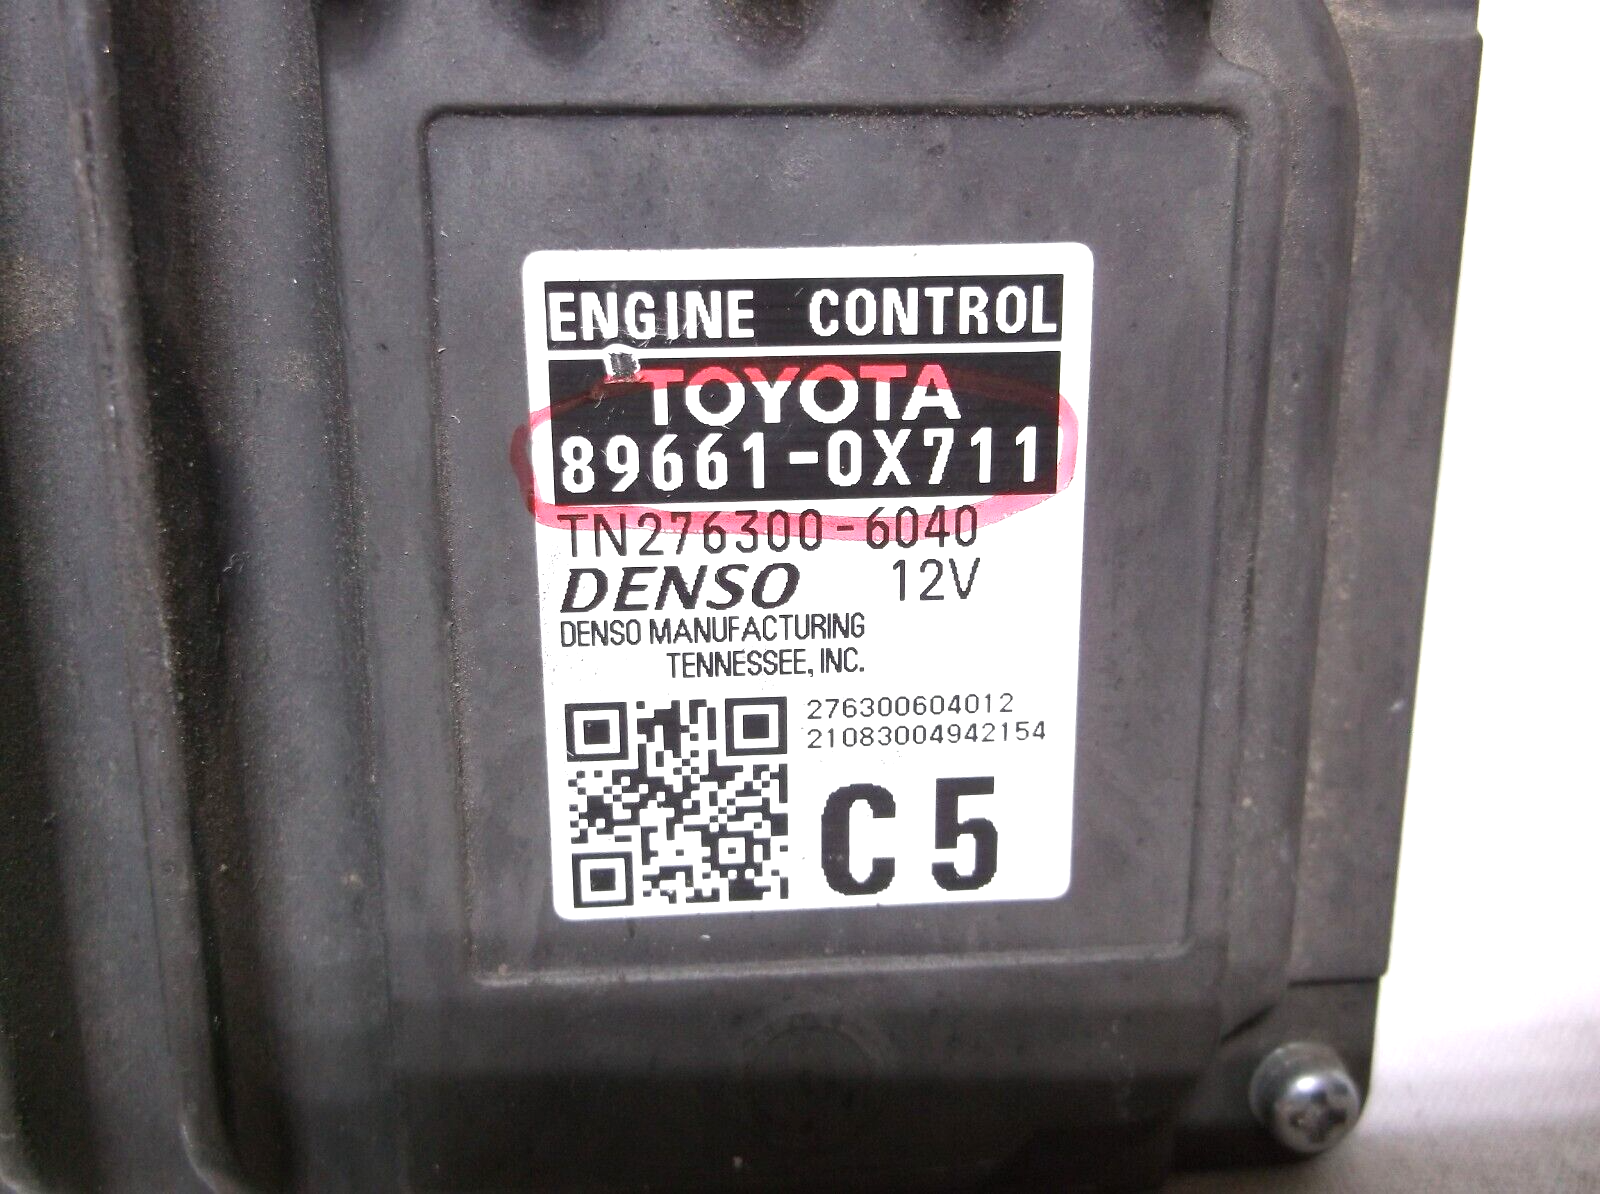 ENGINE CONTROL
TOYOTA
89661-0X711
TN276300-6040
DENSO 12V
DENSO MANUFACTURING
TENNESSEE, INC.
276300604012
21083004942154
C5